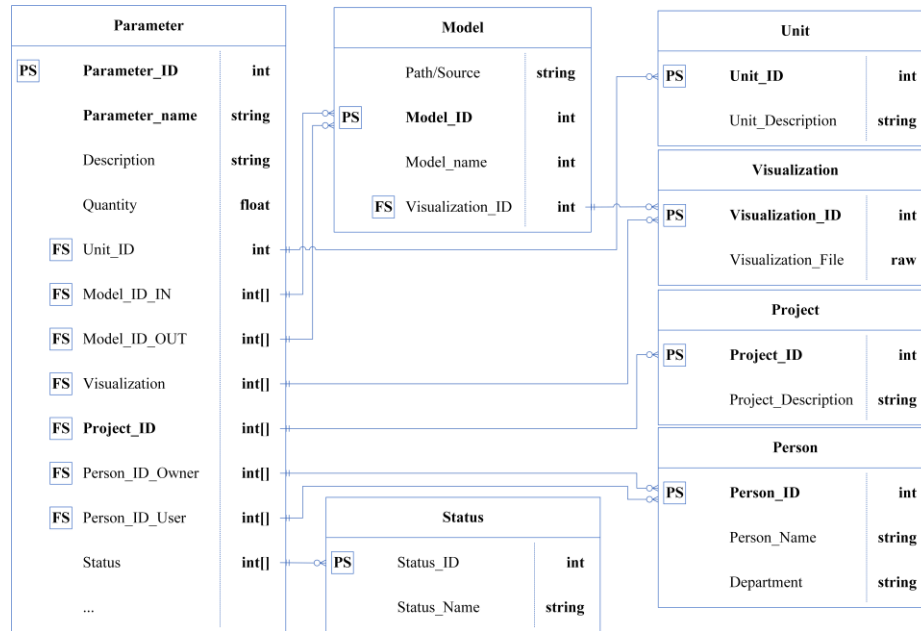 Parameter
PS Parameter_ID int
Parameter_name string
Description string
Quantity float
FS Unit_ID int
FS Model_ID_IN int[]
FS Model_ID_OUT int[]
FS Visualization int[]
FS Project_ID int[]
FS Person_ID_Owner int[]
FS Person_ID_User int[]
Status int[]
...
Model
Path/Source string
PS Model_ID int
Model_name int
FS Visualization_ID int
Status
PS Status_ID int
Status_Name string
Unit
PS Unit_ID int
Unit_Description string
Visualization
PS Visualization_ID int
Visualization_File raw
Project
PS Project_ID int
Project_Description string
Person
PS Person_ID int
Person_Name string
Department string